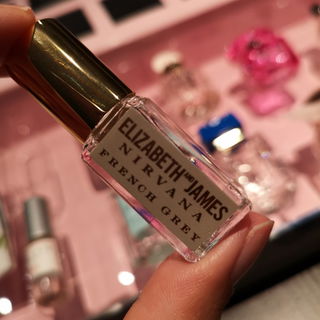 ELIZABETH AND JAMES
NIRVANA
FRENCH GREY